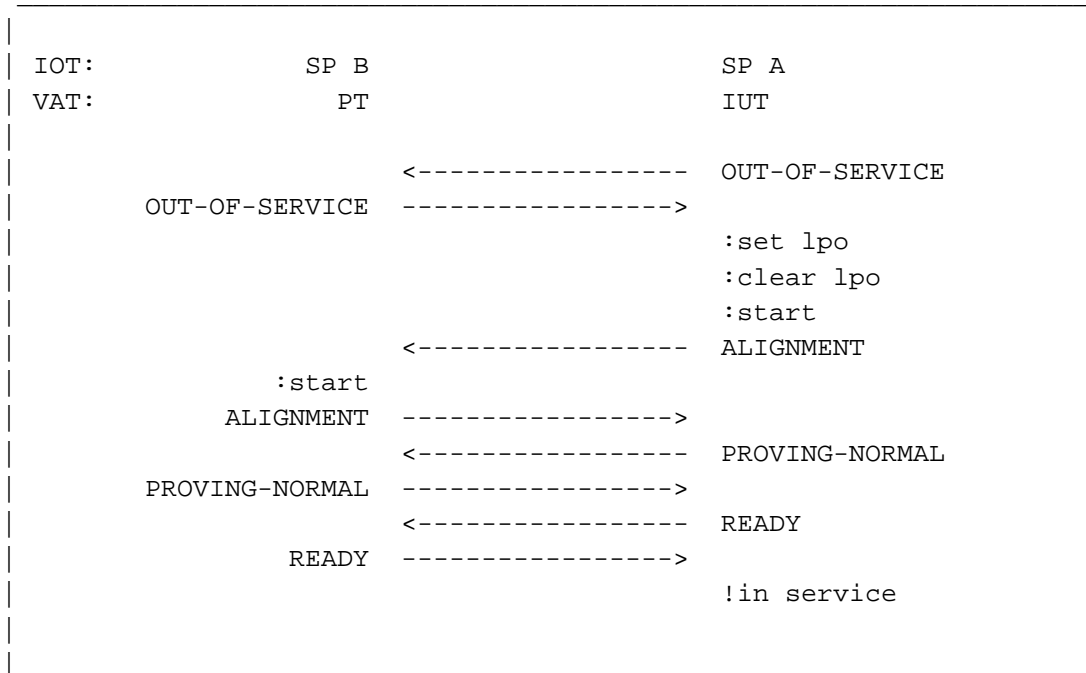 IOT: SP B SP A
VAT: PT IUT
<----------------- OUT-OF-SERVICE
OUT-OF-SERVICE ----------------->
:set lpo
:clear lpo
:start
<----------------- ALIGNMENT
:start
ALIGNMENT ----------------->
<----------------- PROVING-NORMAL
PROVING-NORMAL ----------------->
<----------------- READY
READY ----------------->
!in service